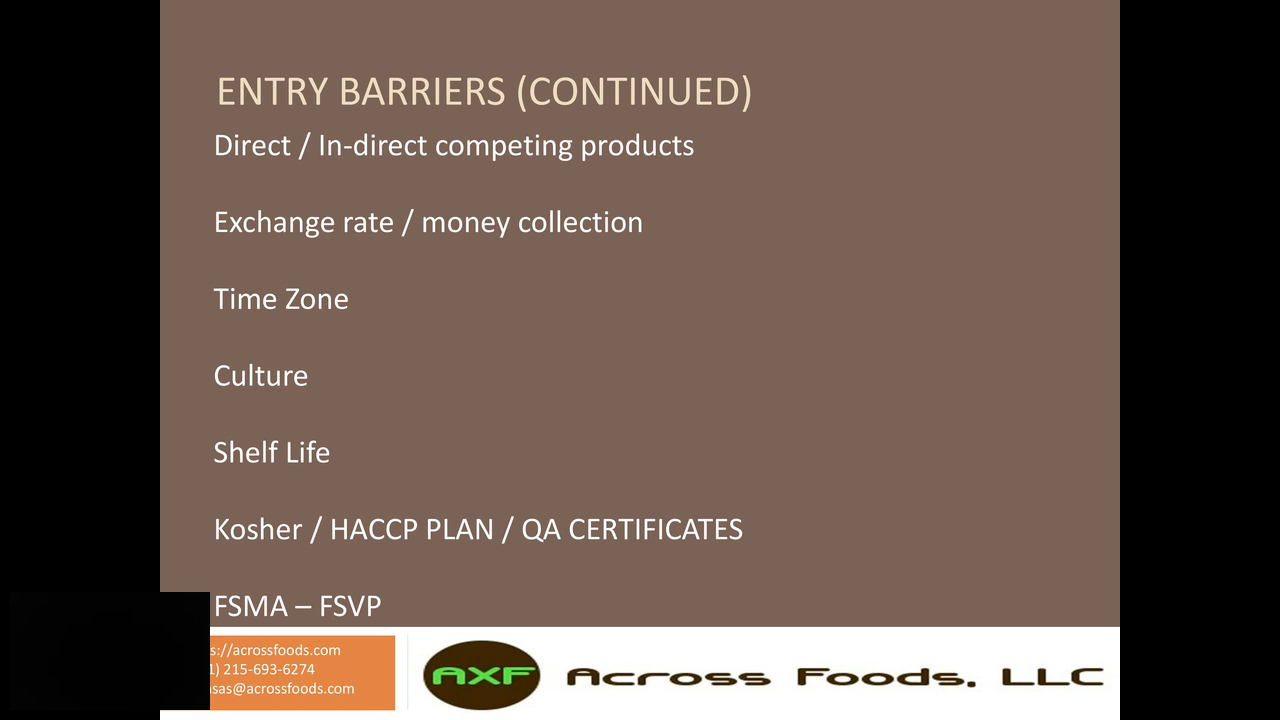 ENTRY BARRIERS (CONTINUED)
Direct / In-direct competing products
Exchange rate / money collection
Time Zone
Culture
Shelf Life
Kosher / HACCP PLAN / QA CERTIFICATES
FSMA – FSVP
s://acrossfoods.com
) 215-693-6274
sas@acrossfoods.com
AXF Across Foods, LLC